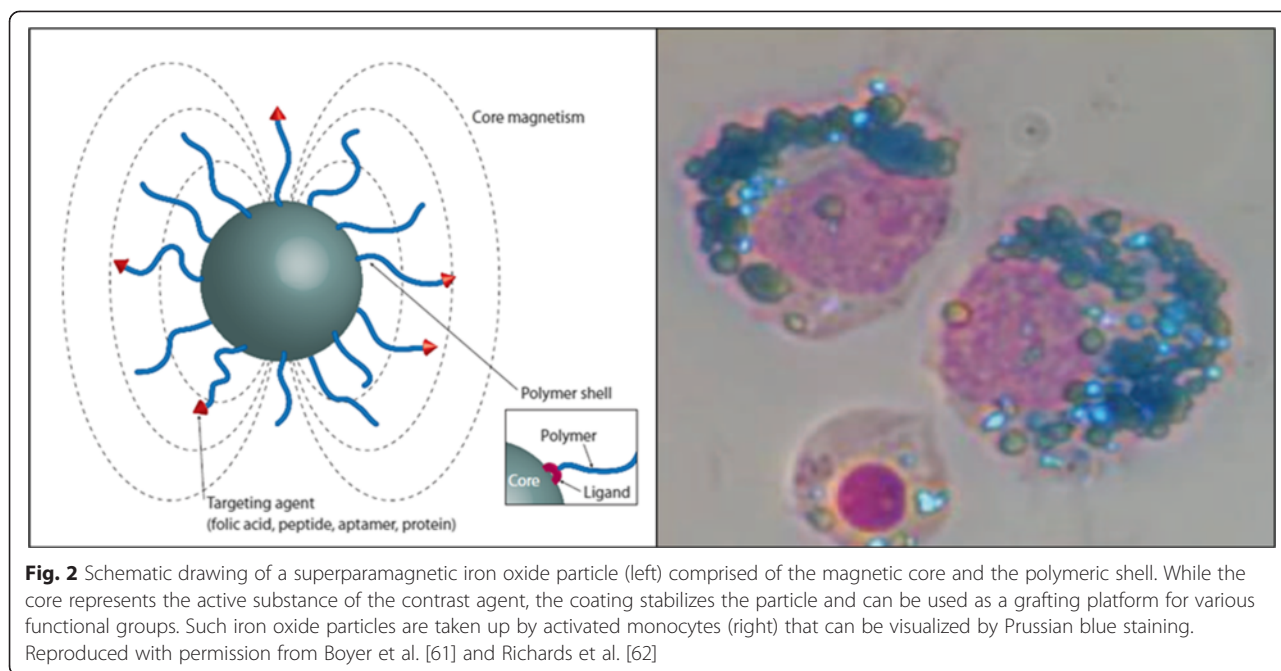 Core magnetism
Polymer shell
Polymer
Core
Ligand
Targeting agent
(folic acid, peptide, aptamer, protein)
Fig. 2 Schematic drawing of a superparamagnetic iron oxide particle (left) comprised of the magnetic core and the polymeric shell. While the
core represents the active substance of the contrast agent, the coating stabilizes the particle and can be used as a grafting platform for various
functional groups. Such iron oxide particles are taken up by activated monocytes (right) that can be visualized by Prussian blue staining.
Reproduced with permission from Boyer et al. [61] and Richards et al. [62]